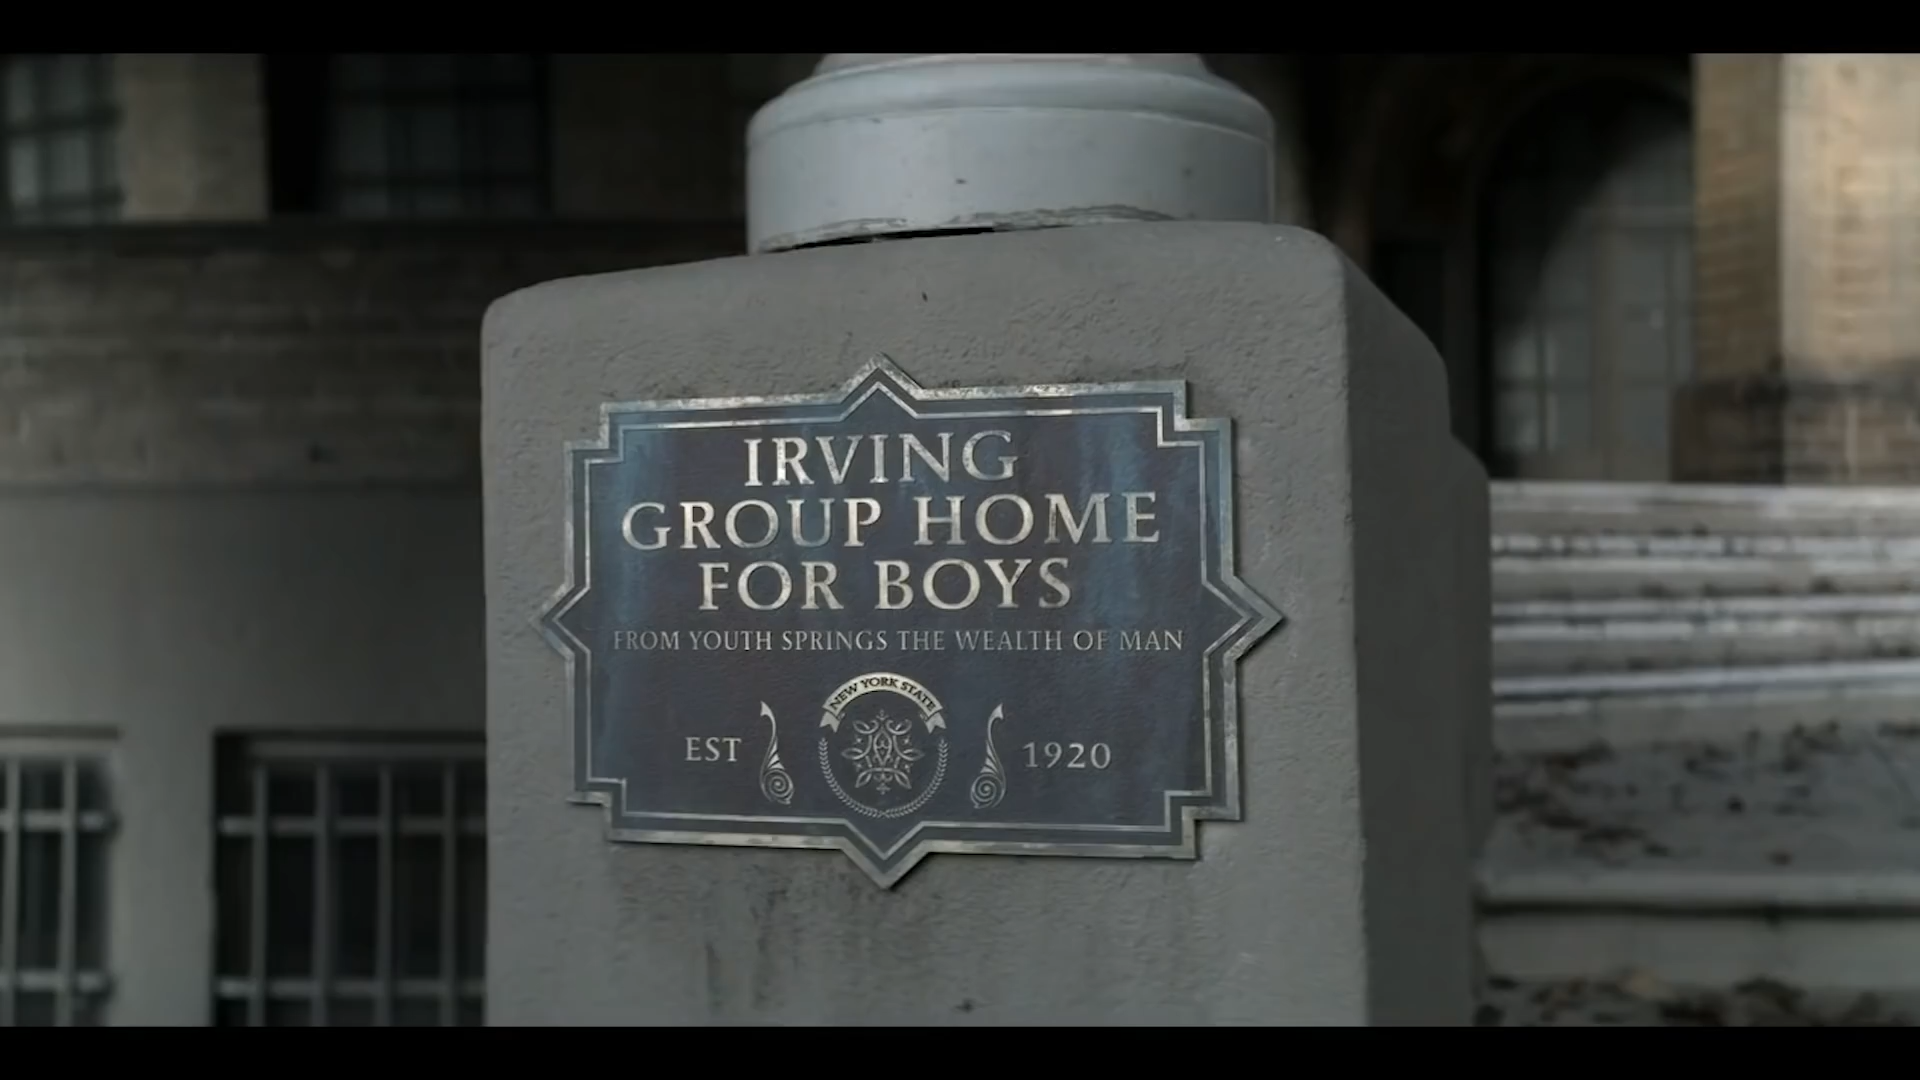 IRVING
GROUP HOME
FOR BOYS
FROM YOUTH SPRINGS THE WEALTH OF MAN
NEW YORK STATE
EST 1920